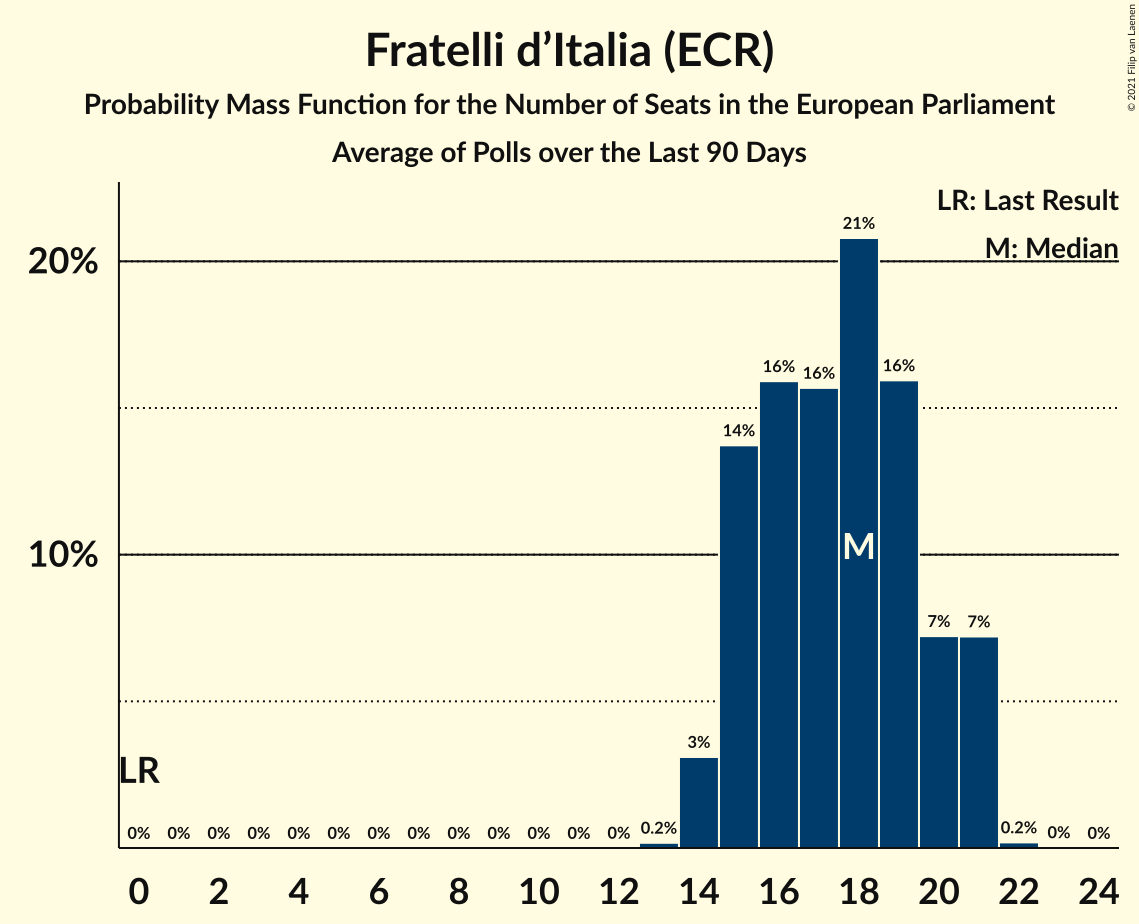 Fratelli d’Italia (ECR)
Probability Mass Function for the Number of Seats in the European Parliament
Average of Polls over the Last 90 Days
© 2021 Filip van Laenen
LR: Last Result
M: Median
20%
10%
21%
16% 16% 16%
14%
M
7% 7%
3%
LR
0% 0% 0% 0% 0% 0% 0% 0% 0% 0% 0% 0% 0% 0.2% 0.2% 0% 0%
0 2 4 6 8 10 12 14 16 18 20 22 24